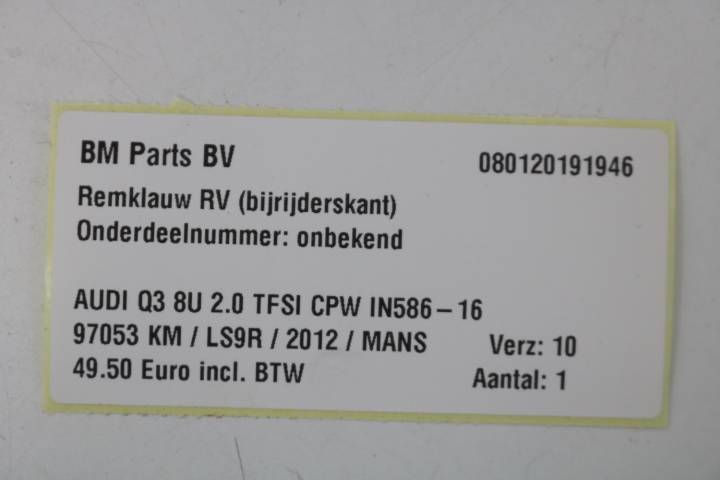 BM Parts BV 080120191946
Remklauw RV (bijrijderskant)
Onderdeelnummer: onbekend
AUDI Q3 8U 2.0 TFSI CPW IN586-16
97053 KM / LS9R / 2012 / MANS Verz: 10
49.50 Euro incl. BTW Aantal: 1